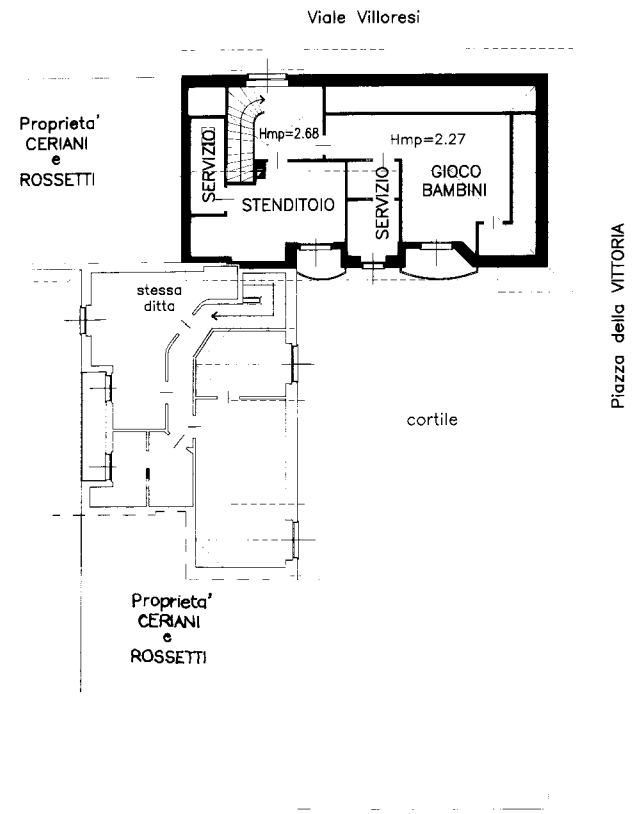 Viale Villoresi
Proprieta'
CERIANI
e
ROSSETTI
SERVIZIO
Hmp=2.68
STENDITOIO
SERVIZIO
Hmp=2.27
GIOCO
BAMBINI
Piazza della VITTORIA
stessa
ditta
cortile
Proprieta'
CERIANI
e
ROSSETTI